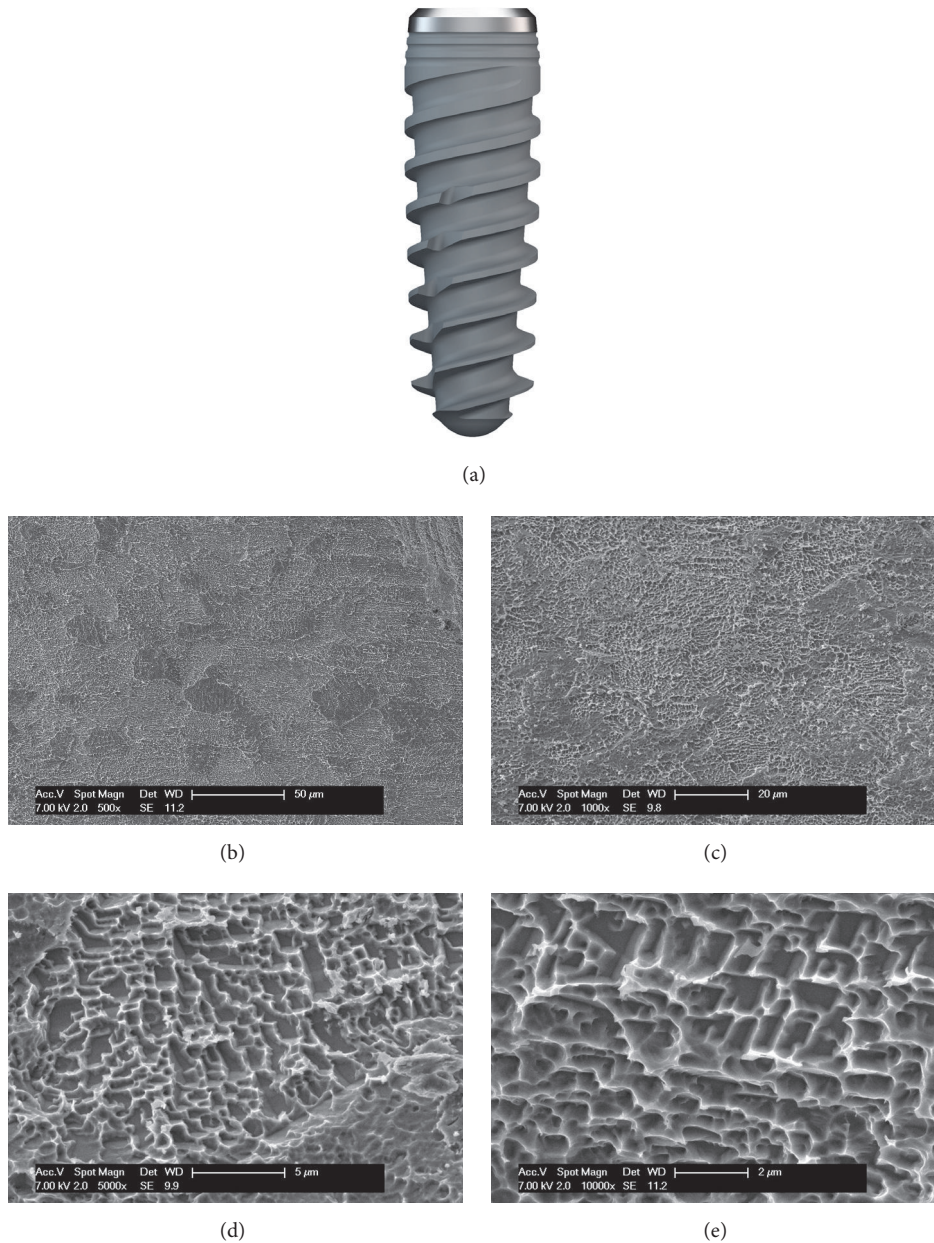 (a)
Acc.V Spot Magn Det WD 50 μm
7.00 kV 2.0 500x SE 11.2
(b)
Acc.V Spot Magn Det WD 20 μm
7.00 kV 2.0 1000x SE 9.8
(c)
Acc.V Spot Magn Det WD 5 μm
7.00 kV 2.0 5000x SE 9.9
(d)
Acc.V Spot Magn Det WD 2 μm
7.00 kV 2.0 10000x SE 11.2
(e)